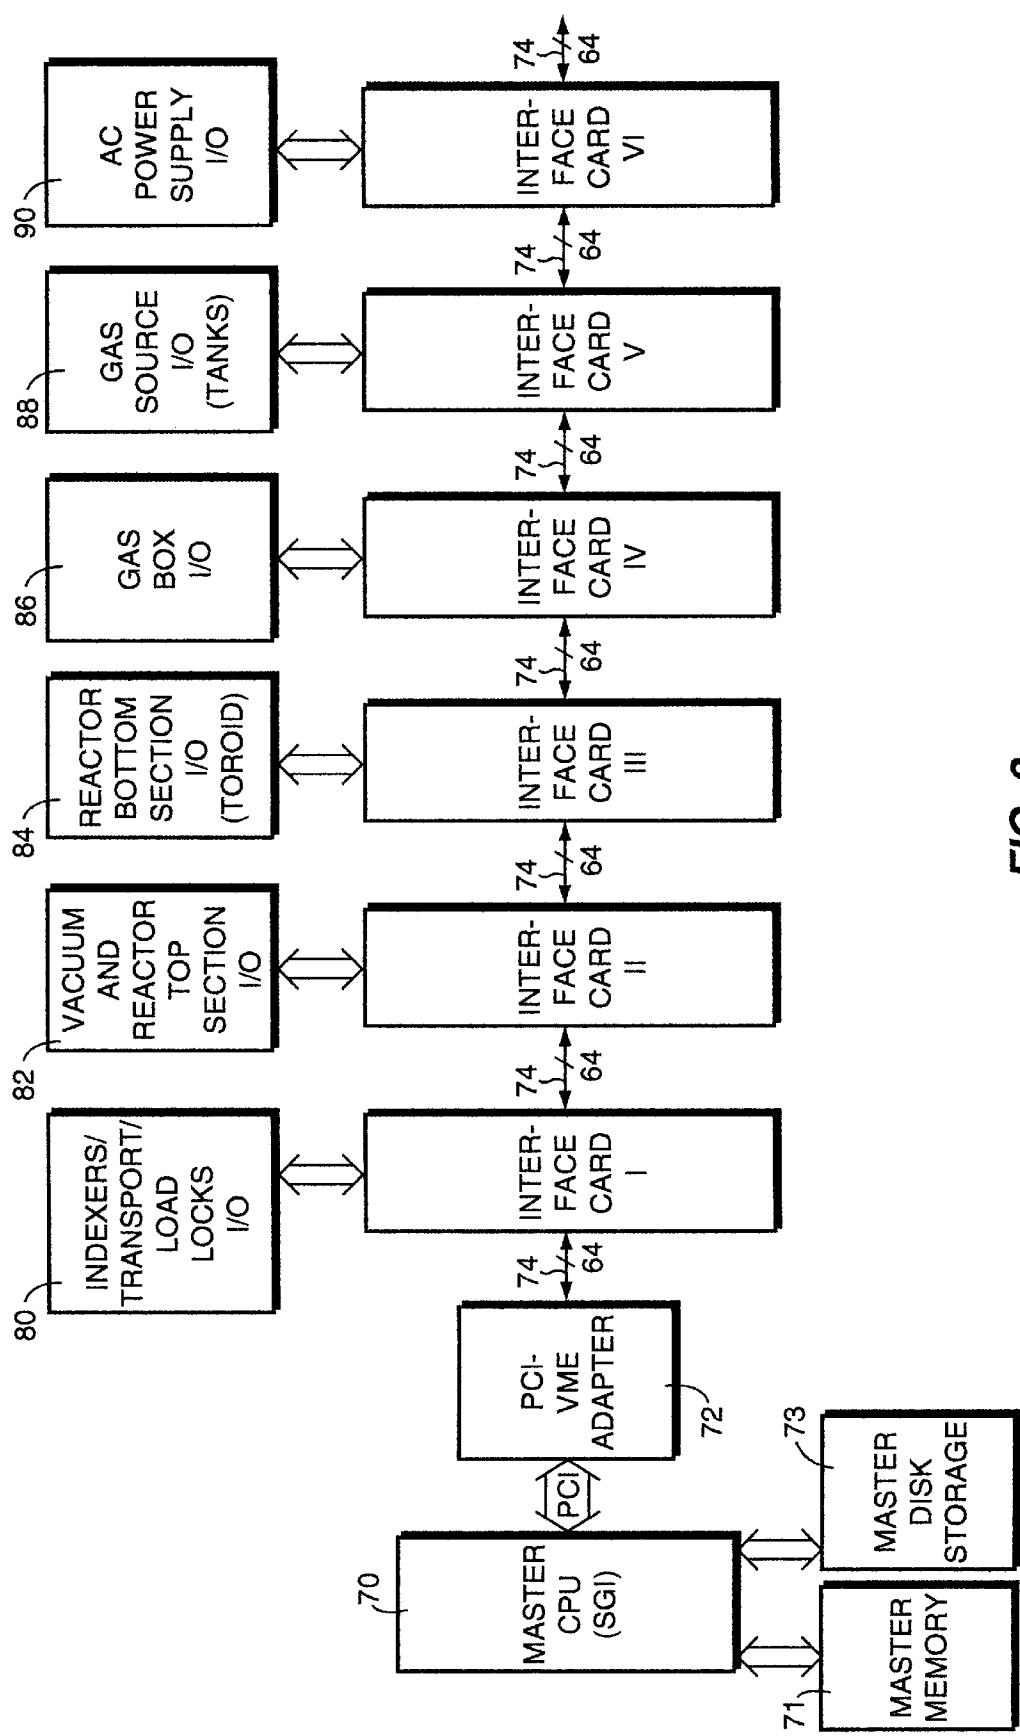 80
INDEXERS/
TRANSPORT/
LOAD
LOCKS
I/O
82
VACUUM
AND
REACTOR
TOP
SECTION
I/O
84
REACTOR
BOTTOM
SECTION
I/O
(TOROID)
86
GAS
BOX
I/O
88
GAS
SOURCE
I/O
(TANKS)
90
AC
POWER
SUPPLY
I/O
70
MASTER
CPU
(SGI)
PCI
PCI-
VME
ADAPTER
72
74
64
INTER-
FACE
CARD
I
74
64
INTER-
FACE
CARD
II
74
64
INTER-
FACE
CARD
III
74
64
INTER-
FACE
CARD
IV
74
64
INTER-
FACE
CARD
V
74
64
INTER-
FACE
CARD
VI
74
64
71
MASTER
MEMORY
73
MASTER
DISK
STORAGE
FIG.